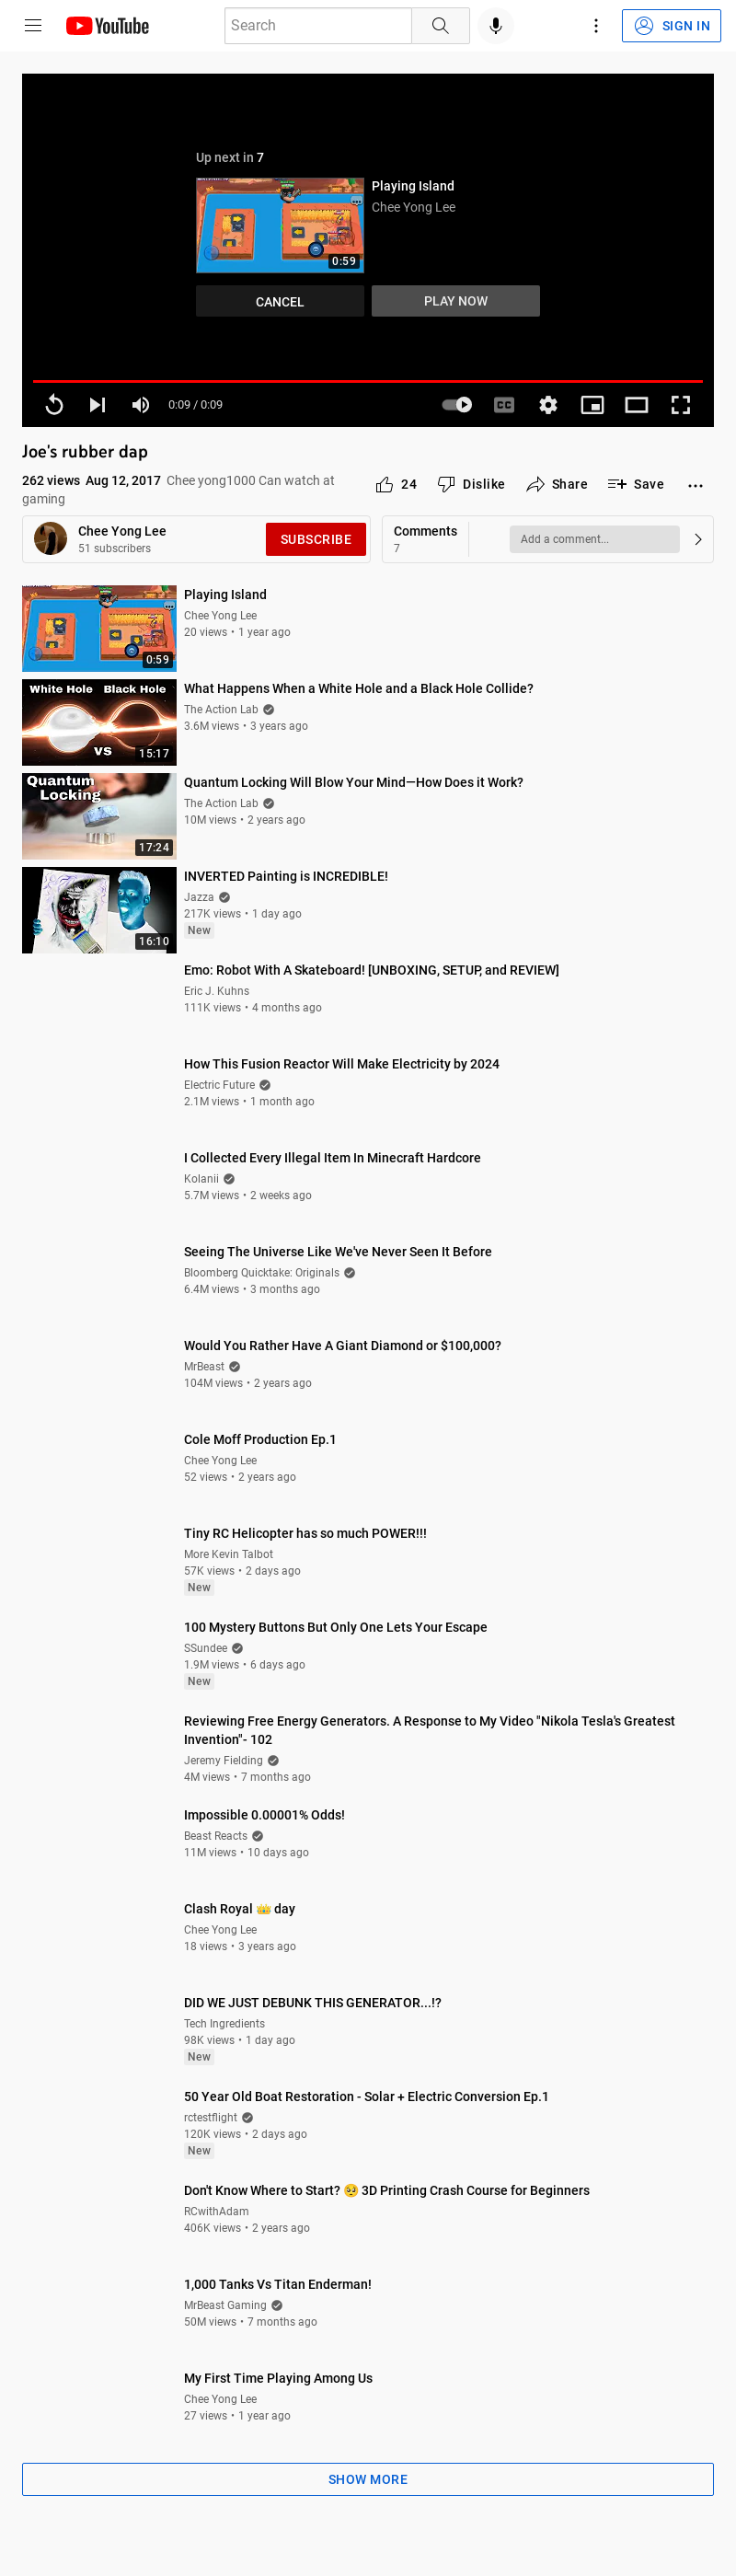 YouTube
Search
SIGN IN
Up next in 7
Playing Island
Chee Yong Lee
0:59
CANCEL
PLAY NOW
0:09 / 0:09
CC
Joe's rubber dap
262 views Aug 12, 2017 Chee yong1000 Can watch at
gaming
24
Dislike
Share
Save
Chee Yong Lee
51 subscribers
SUBSCRIBE
Comments
7
Add a comment...
Playing Island
Chee Yong Lee
20 views • 1 year ago
0:59
White Hole Black Hole
VS
15:17
What Happens When a White Hole and a Black Hole Collide?
The Action Lab
3.6M views • 3 years ago
Quantum
Locking
17:24
Quantum Locking Will Blow Your Mind—How Does it Work?
The Action Lab
10M views • 2 years ago
16:10
INVERTED Painting is INCREDIBLE!
Jazza
217K views • 1 day ago
New
Emo: Robot With A Skateboard! [UNBOXING, SETUP, and REVIEW]
Eric J. Kuhns
111K views • 4 months ago
How This Fusion Reactor Will Make Electricity by 2024
Electric Future
2.1M views • 1 month ago
I Collected Every Illegal Item In Minecraft Hardcore
Kolanii
5.7M views • 2 weeks ago
Seeing The Universe Like We've Never Seen It Before
Bloomberg Quicktake: Originals
6.4M views • 3 months ago
Would You Rather Have A Giant Diamond or $100,000?
MrBeast
104M views • 2 years ago
Cole Moff Production Ep.1
Chee Yong Lee
52 views • 2 years ago
Tiny RC Helicopter has so much POWER!!!
More Kevin Talbot
57K views • 2 days ago
New
100 Mystery Buttons But Only One Lets Your Escape
SSundee
1.9M views • 6 days ago
New
Reviewing Free Energy Generators. A Response to My Video "Nikola Tesla's Greatest
Invention"- 102
Jeremy Fielding
4M views • 7 months ago
Impossible 0.00001% Odds!
Beast Reacts
11M views • 10 days ago
Clash Royal 👑 day
Chee Yong Lee
18 views • 3 years ago
DID WE JUST DEBUNK THIS GENERATOR...!?
Tech Ingredients
98K views • 1 day ago
New
50 Year Old Boat Restoration - Solar + Electric Conversion Ep.1
rctestflight
120K views • 2 days ago
New
Don't Know Where to Start? 🥺 3D Printing Crash Course for Beginners
RCwithAdam
406K views • 2 years ago
1,000 Tanks Vs Titan Enderman!
MrBeast Gaming
50M views • 7 months ago
My First Time Playing Among Us
Chee Yong Lee
27 views • 1 year ago
SHOW MORE